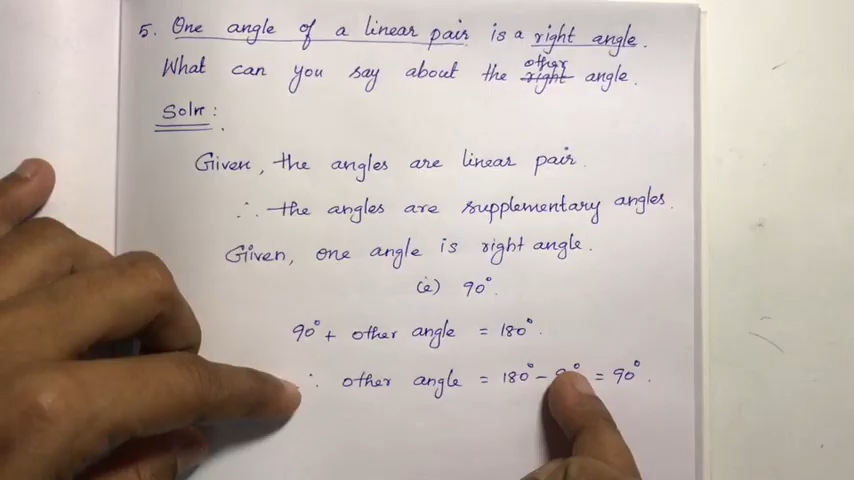 5. One angle of a linear pair is a right angle.
What can you say about the other right angle.
Soln:
Given, the angles are linear pair.
∴ the angles are supplementary angles.
Given, one angle is right angle.
(ie) 90°.
90° + other angle = 180°.
∴ other angle = 180° - 90° = 90°.